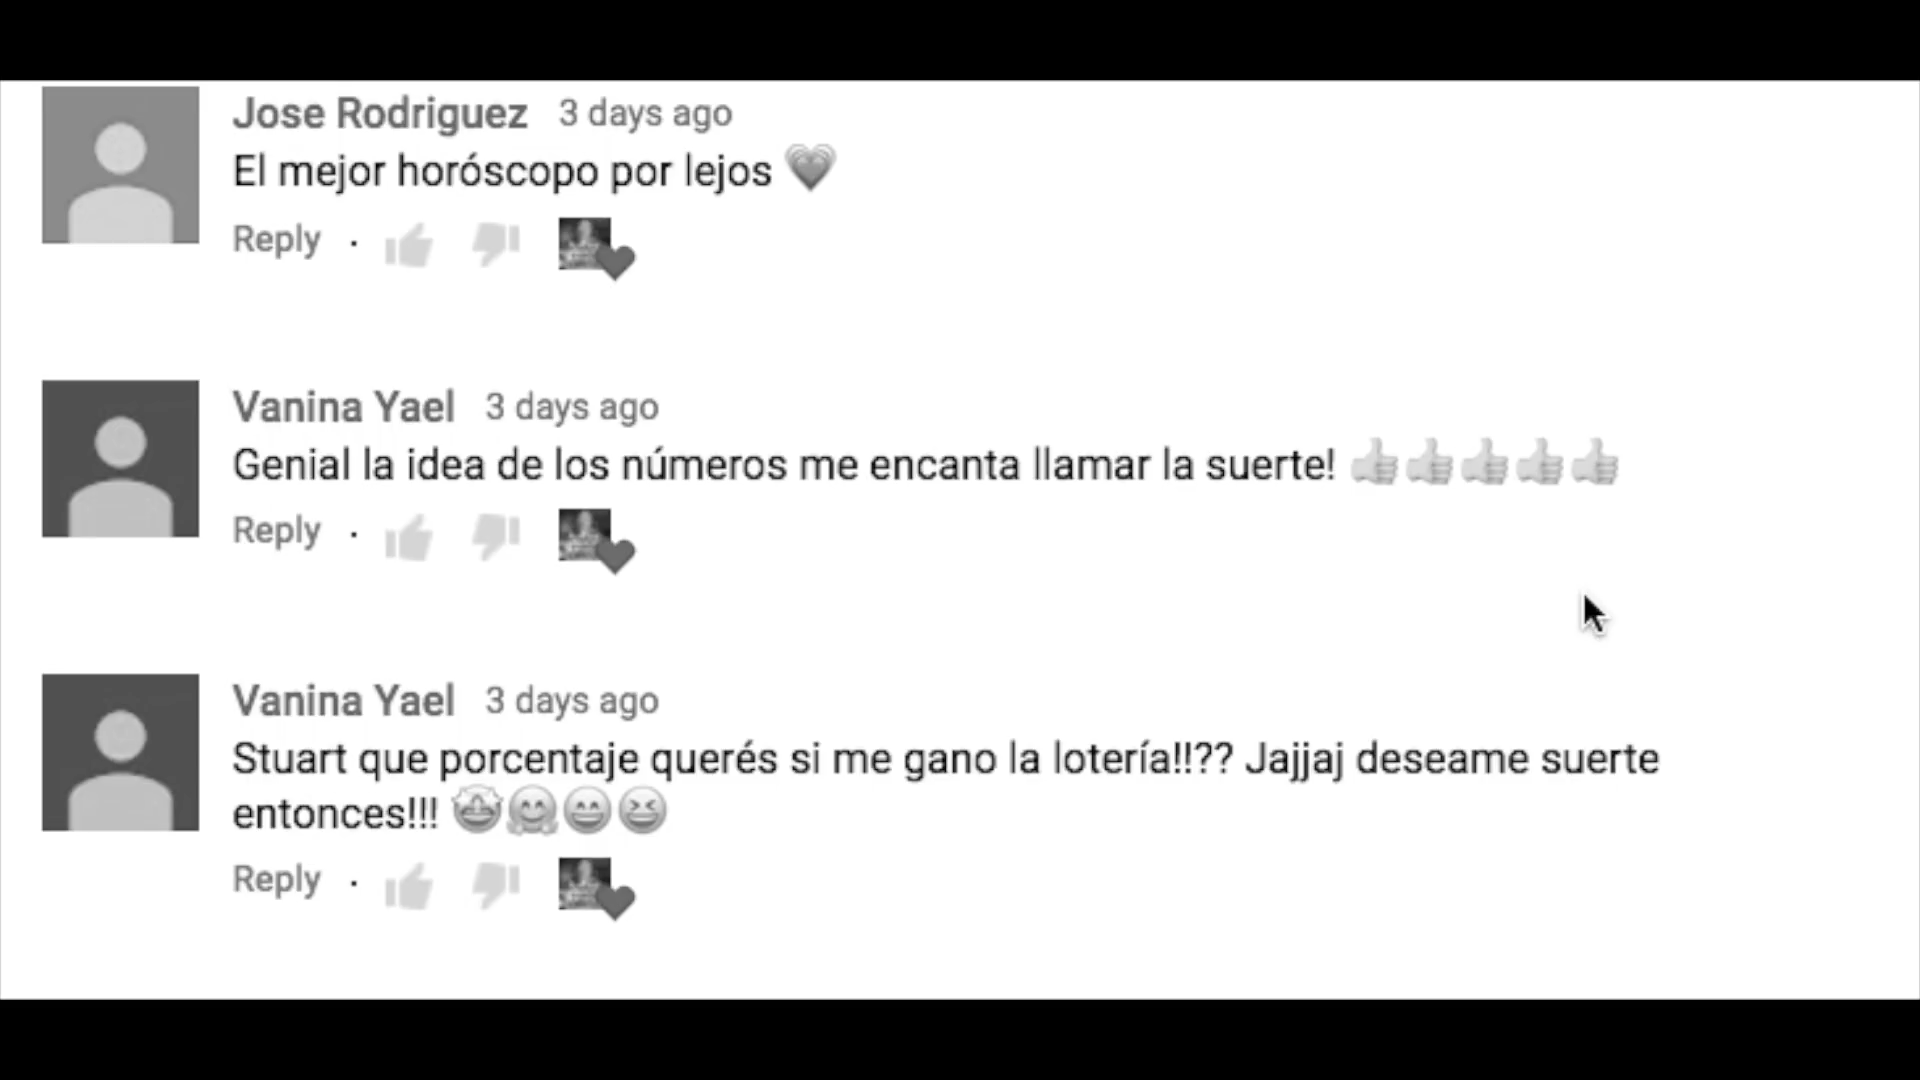 Jose Rodriguez 3 days ago
El mejor horóscopo por lejos 💗
Reply ·
Vanina Yael 3 days ago
Genial la idea de los números me encanta llamar la suerte! 👍👍👍👍👍
Reply ·
Vanina Yael 3 days ago
Stuart que porcentaje querés si me gano la lotería!!?? Jajjaj deseame suerte
entonces!!! 🤩🤗😄😆
Reply ·